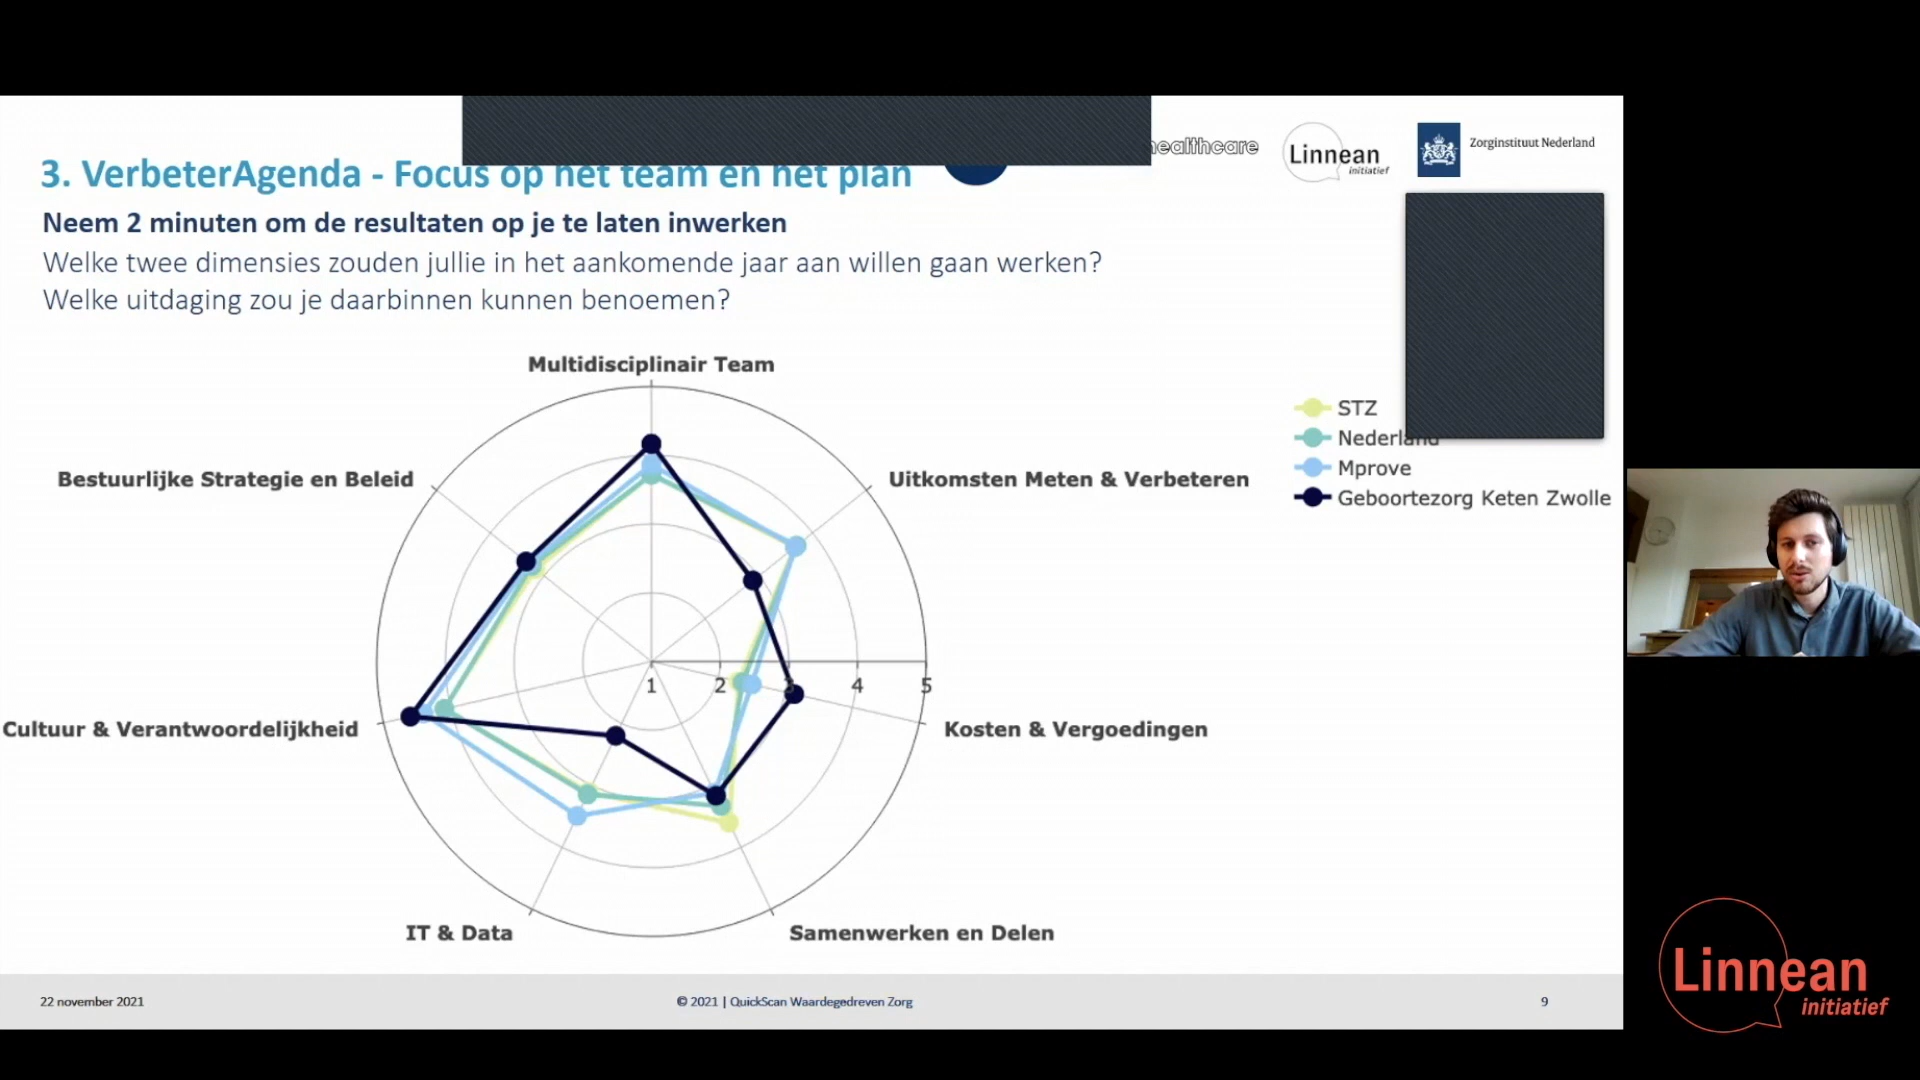 3. VerbeterAgenda - Focus op het team en het plan
healthcare
Linnean
initiatief
Zorginstituut Nederland
Neem 2 minuten om de resultaten op je te laten inwerken
Welke twee dimensies zouden jullie in het aankomende jaar aan willen gaan werken?
Welke uitdaging zou je daarbinnen kunnen benoemen?
Multidisciplinair Team
Bestuurlijke Strategie en Beleid
Uitkomsten Meten & Verbeteren
STZ
Nederland
Mprove
Geboortezorg Keten Zwolle
1 2 3 4 5
Cultuur & Verantwoordelijkheid
Kosten & Vergoedingen
IT & Data
Samenwerken en Delen
22 november 2021
© 2021 | QuickScan Waardegedreven Zorg
9
Linnean
initiatief